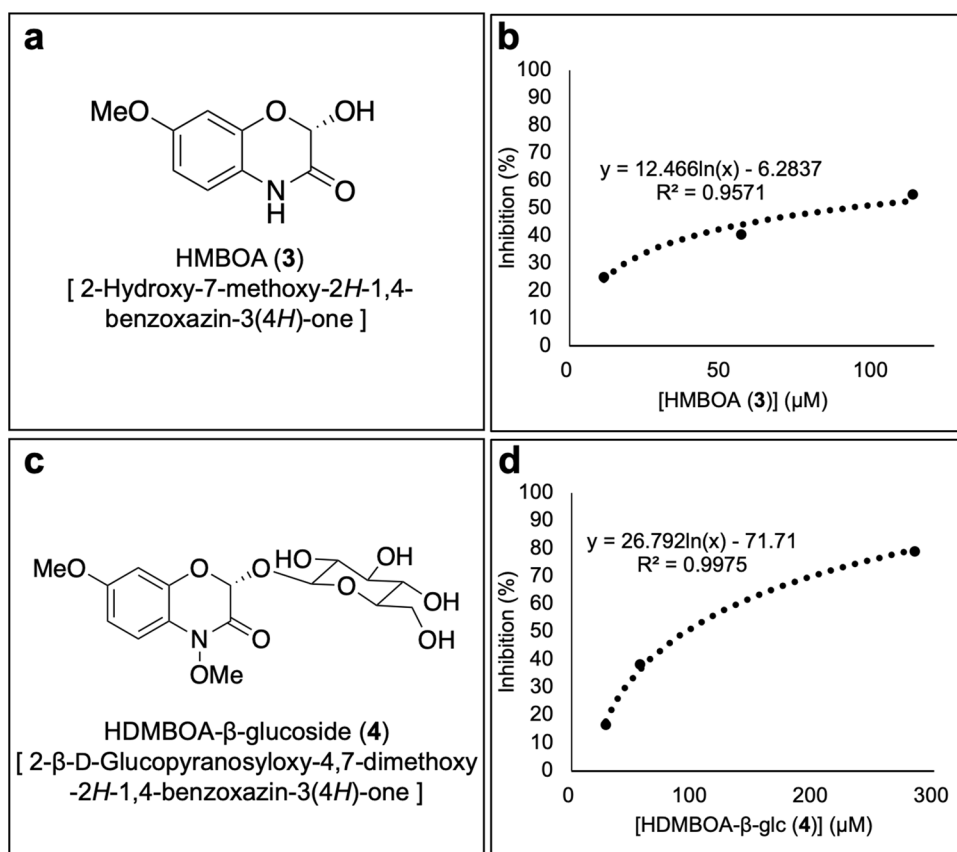 a
MeO
O
OH
N
H
O
HMBOA (3)
[ 2-Hydroxy-7-methoxy-2H-1,4-
benzoxazin-3(4H)-one ]
b
100
90
80
70
60
50
40
30
20
10
0
Inhibition (%)
y = 12.466ln(x) - 6.2837
R² = 0.9571
0 50 100
[HMBOA (3)] (µM)
c
MeO
O
O
HO
OH
O
OH
OH
N
O
OMe
HDMBOA-β-glucoside (4)
[ 2-β-D-Glucopyranosyloxy-4,7-dimethoxy
-2H-1,4-benzoxazin-3(4H)-one ]
d
100
90
80
70
60
50
40
30
20
10
0
Inhibition (%)
y = 26.792ln(x) - 71.71
R² = 0.9975
0 100 200 300
[HDMBOA-β-glc (4)] (µM)